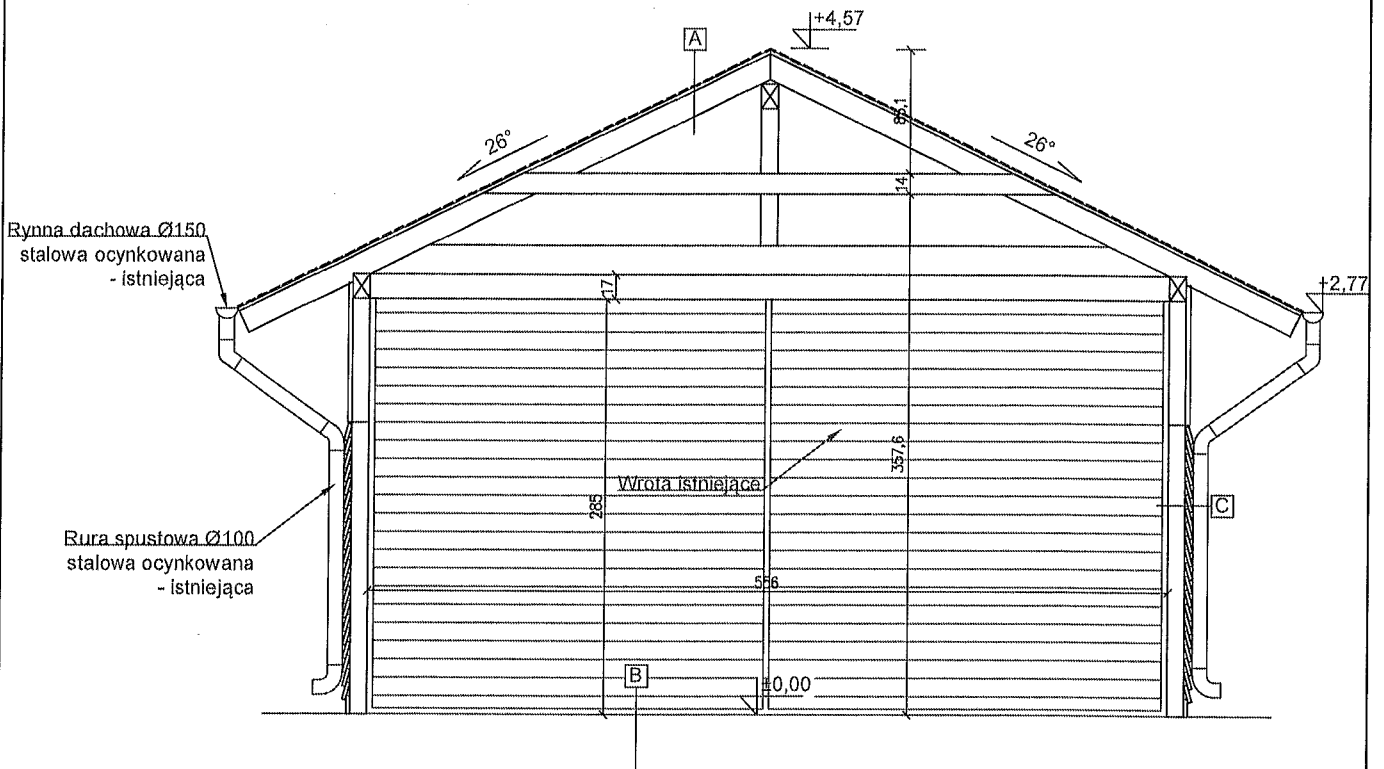 +4,57
A
85,1
26°
26°
14
Rynna dachowa Ø150
stalowa ocynkowana
- istniejąca
17
+2,77
357,6
Wrota istniejące
285
C
Rura spustowa Ø100
stalowa ocynkowana
- istniejąca
556
B
±0,00